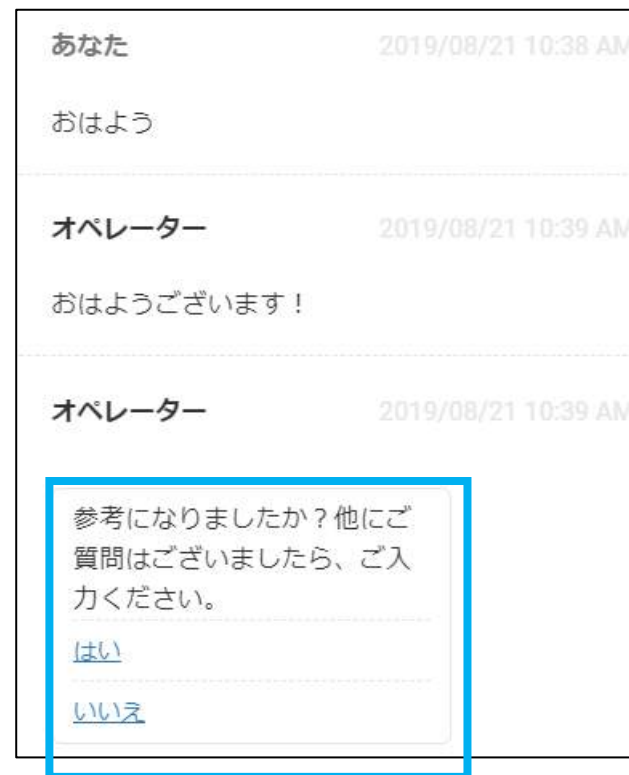 あなた 2019/08/21 10:38 AM
おはよう
オペレーター 2019/08/21 10:39 AM
おはようございます！
オペレーター 2019/08/21 10:39 AM
参考になりましたか？他にご
質問はございましたら、ご入
力ください。
はい
いいえ